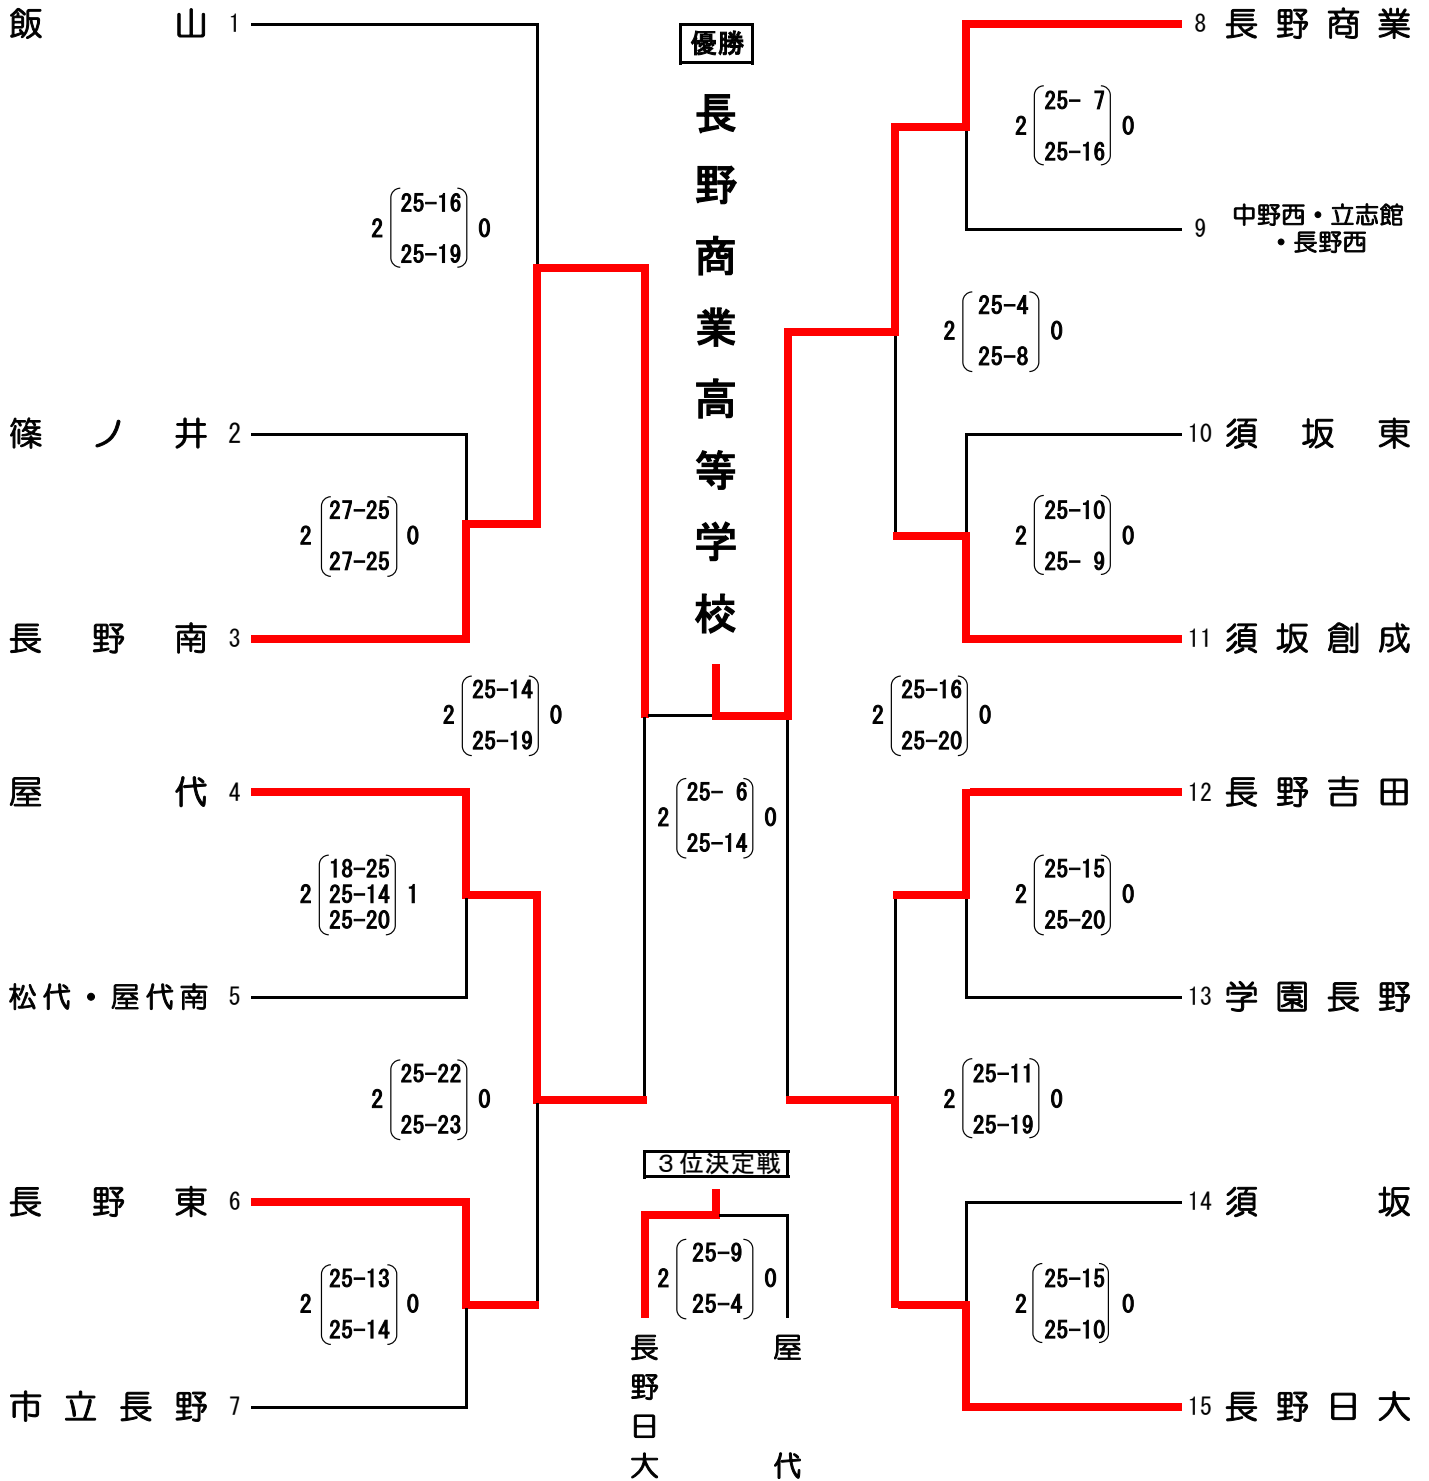 優勝
長野商業高等学校
飯山 1
2 25-16 0
25-19
篠ノ井 2
2 27-25 0
27-25
長野南 3
2 25-14 0
25-19
屋代 4
18-25
2 25-14 1
25-20
松代・屋代南 5
2 25-22 0
25-23
長野東 6
2 25-13 0
25-14
市立長野 7
2 25- 6 0
25-14
3位決定戦
2 25-9 0
25-4
長野日大
屋代
8 長野商業
2 25- 7 0
25-16
9 中野西・立志館
・長野西
2 25-4 0
25-8
10 須坂東
2 25-10 0
25- 9
11 須坂創成
2 25-16 0
25-20
12 長野吉田
2 25-15 0
25-20
13 学園長野
2 25-11 0
25-19
14 須坂
2 25-15 0
25-10
15 長野日大